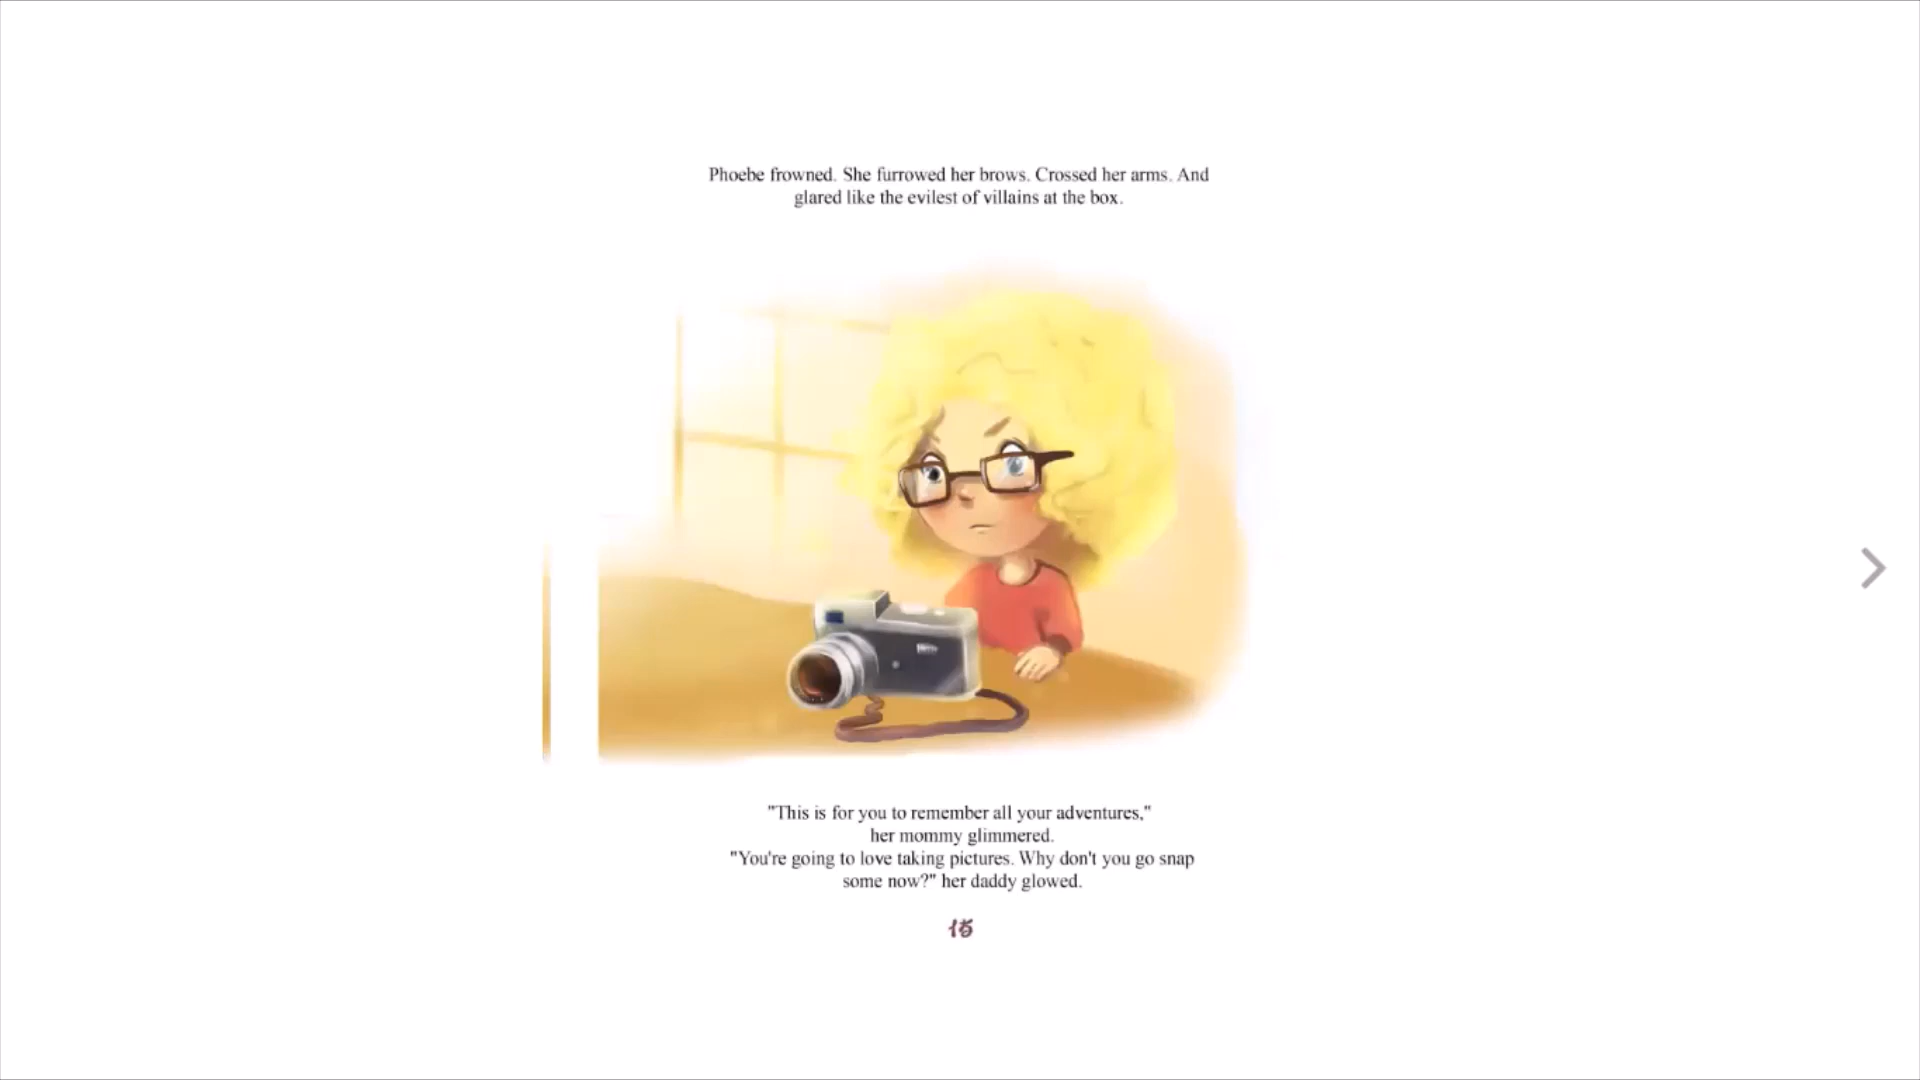 Phoebe frowned. She furrowed her brows. Crossed her arms. And
glared like the evilest of villains at the box.
"This is for you to remember all your adventures,"
her mommy glimmered.
"You're going to love taking pictures. Why don't you go snap
some now?" her daddy glowed.
15